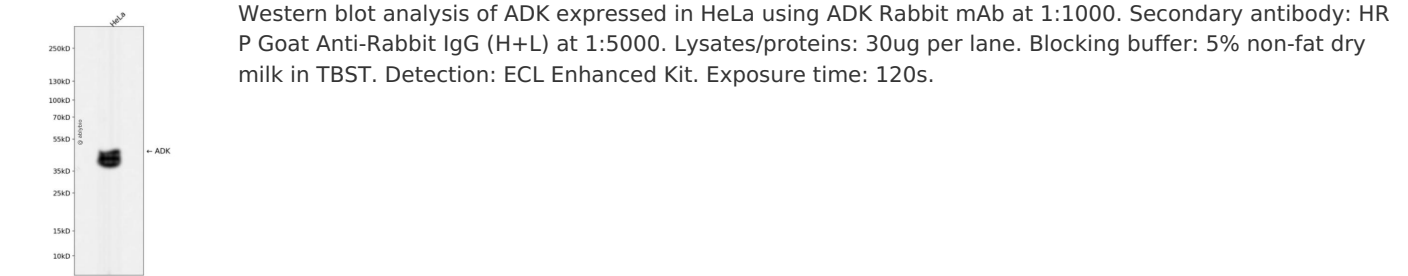 HeLa
250kD
130kD
100kD
70kD
55kD
35kD
25kD
15kD
10kD
← ADK
Western blot analysis of ADK expressed in HeLa using ADK Rabbit mAb at 1:1000. Secondary antibody: HR
P Goat Anti-Rabbit IgG (H+L) at 1:5000. Lysates/proteins: 30ug per lane. Blocking buffer: 5% non-fat dry
milk in TBST. Detection: ECL Enhanced Kit. Exposure time: 120s.